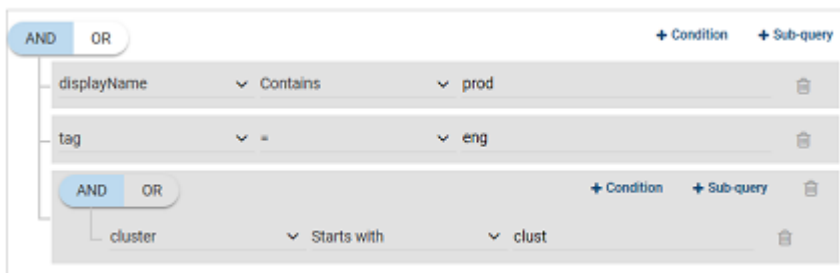 AND OR + Condition + Sub-query
displayName Contains prod
tag = eng
AND OR + Condition + Sub-query
cluster Starts with clust